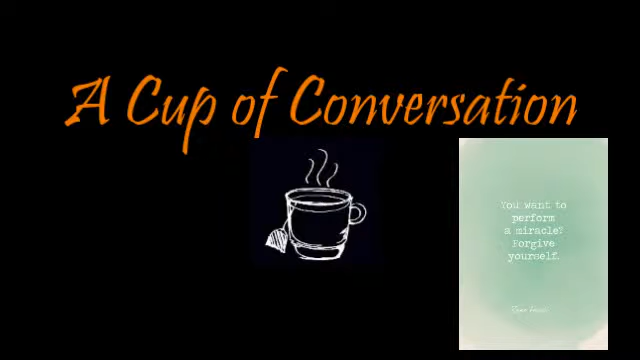 A Cup of Conversation
You want to
perform
a miracle?
Forgive
yourself.